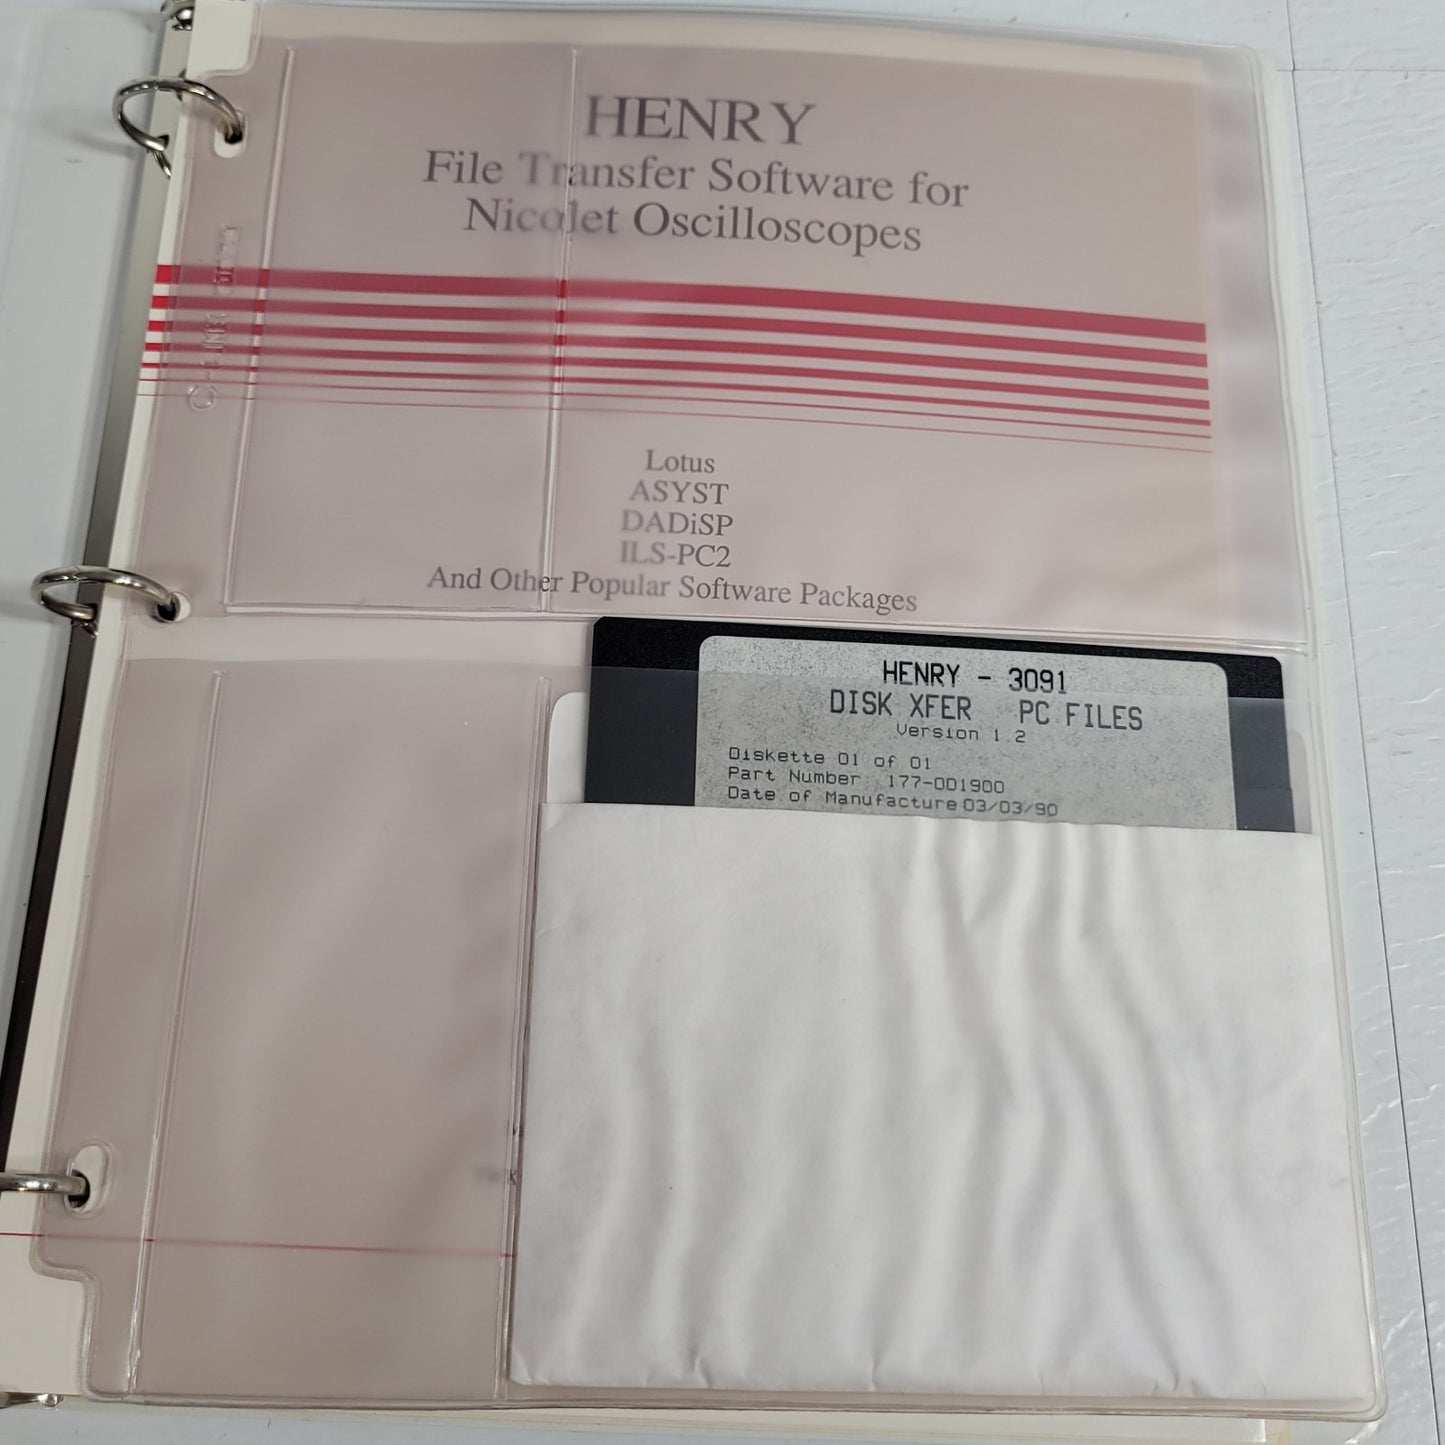 HENRY
File Transfer Software for
Nicolet Oscilloscopes
Lotus
ASYST
DADiSP
ILS-PC2
And Other Popular Software Packages
HENRY - 3091
DISK XFER PC FILES
Version 1.2
Diskette 01 of 01
Part Number: 177-001900
Date of Manufacture 03/03/90
C-LINE